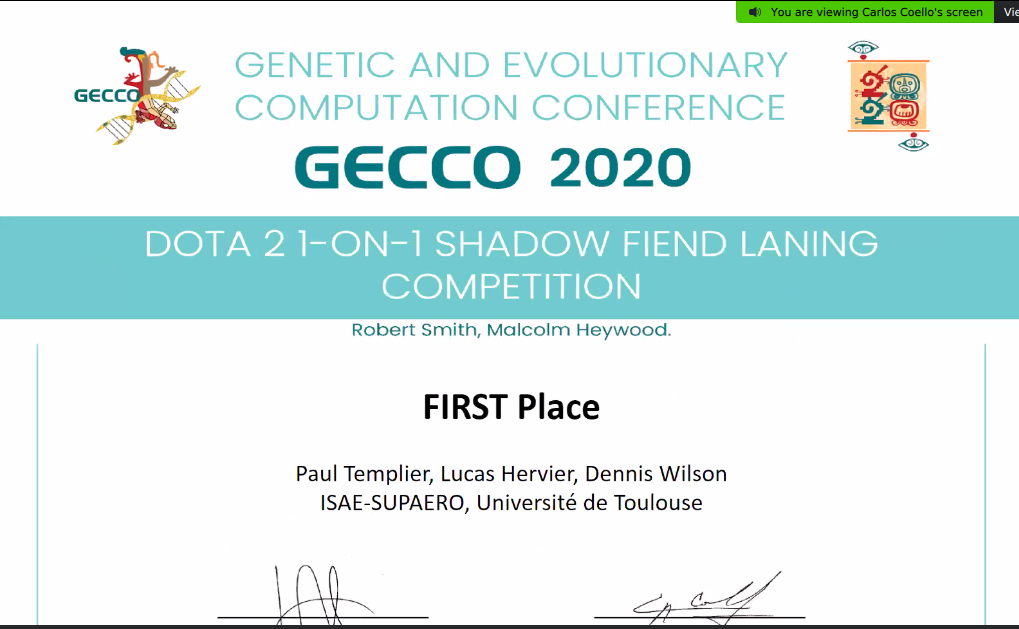 You are viewing Carlos Coello's screen
GECCO
GENETIC AND EVOLUTIONARY
COMPUTATION CONFERENCE
GECCO 2020
DOTA 2 1-ON-1 SHADOW FIEND LANING
COMPETITION
Robert Smith, Malcolm Heywood.
FIRST Place
Paul Templier, Lucas Hervier, Dennis Wilson
ISAE-SUPAERO, Université de Toulouse